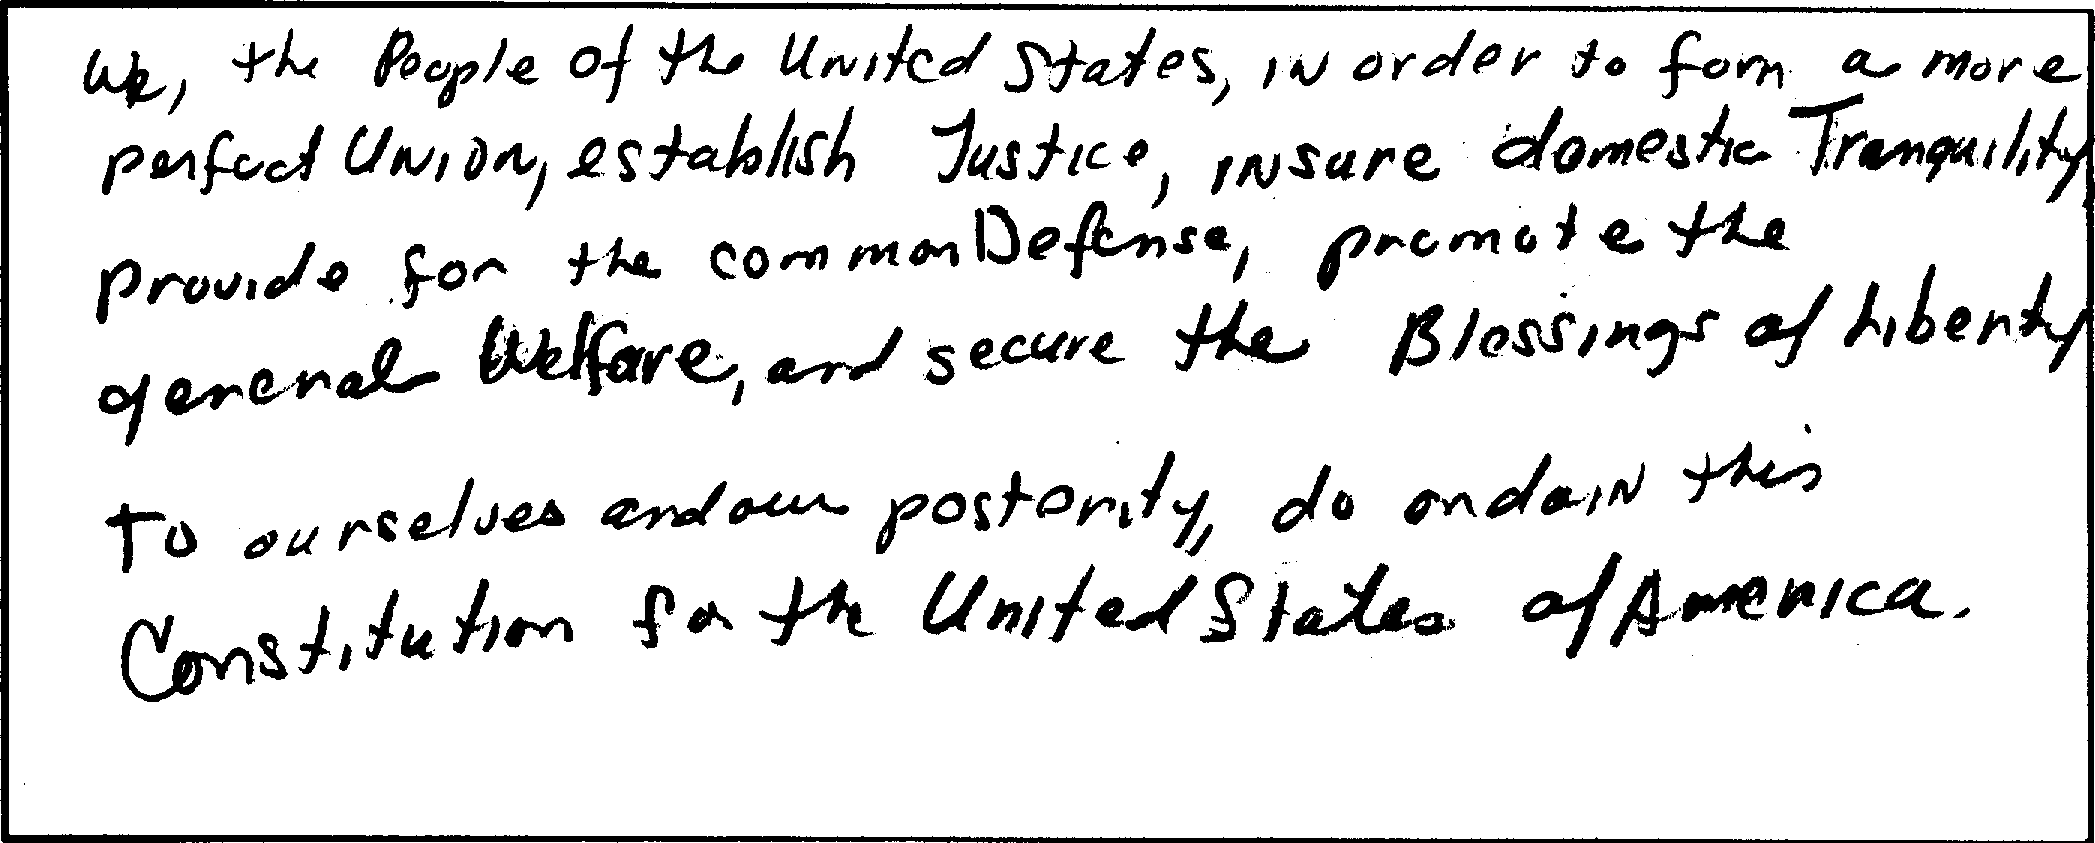 We, the People of the United States, in order to form a more
perfect Union, establish Justice, insure domestic Tranquility,
provide for the common Defense, promote the
general Welfare, and secure the Blessings of Liberty
to ourselves and our posterity, do ordain this
Constitution for the United States of America.